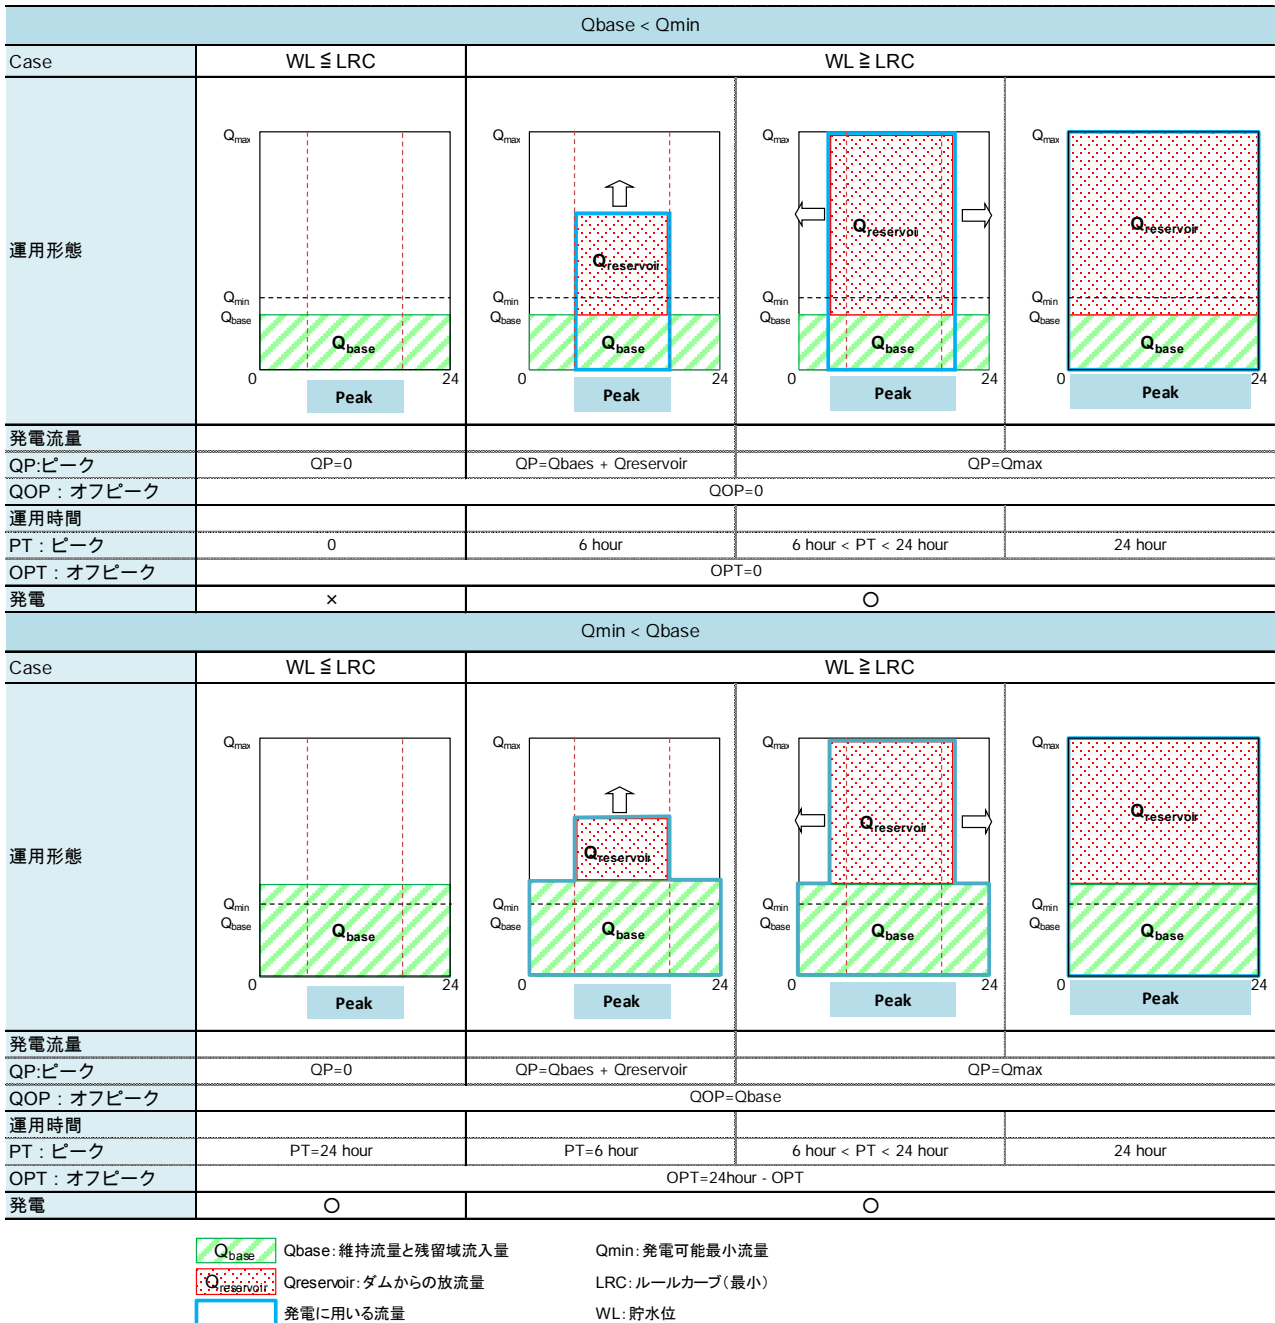 Qbase < Qmin
Case WL ≦ LRC WL ≧ LRC
運用形態
Qmax Qmax Qmax Qmax
Qreservoir Qreservoi Qreservoir
Qmin Qmin Qmin Qmin
Qbase Qbase Qbase Qbase
Qbase Qbase Qbase Qbase
0 24 0 24 0 24 0 24
Peak Peak Peak Peak
発電流量
QP:ピーク QP=0 QP=Qbaes + Qreservoir QP=Qmax
QOP：オフピーク QOP=0
運用時間
PT：ピーク 0 6 hour 6 hour < PT < 24 hour 24 hour
OPT：オフピーク OPT=0
発電 × ○
Qmin < Qbase
Case WL ≦ LRC WL ≧ LRC
運用形態
Qmax Qmax Qmax Qmax
Qreservoir Qreservoir Qreservoir
Qmin Qmin Qmin Qmin
Qbase Qbase Qbase Qbase
Qbase Qbase Qbase Qbase
0 24 0 24 0 24 0 24
Peak Peak Peak Peak
発電流量
QP:ピーク QP=0 QP=Qbaes + Qreservoir QP=Qmax
QOP：オフピーク QOP=Qbase
運用時間
PT：ピーク PT=24 hour PT=6 hour 6 hour < PT < 24 hour 24 hour
OPT：オフピーク OPT=24hour - OPT
発電 ○ ○
Qbase Qbase：維持流量と残留域流入量 Qmin：発電可能最小流量
Qreservoir Qreservoir：ダムからの放流量 LRC：ルールカーブ（最小）
発電に用いる流量 WL：貯水位